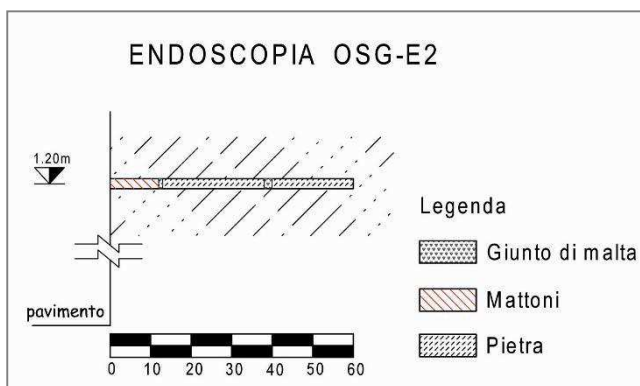 ENDOSCOPIA OSG-E2
1.20m
Legenda
Giunto di malta
Mattoni
Pietra
pavimento
0 10 20 30 40 50 60